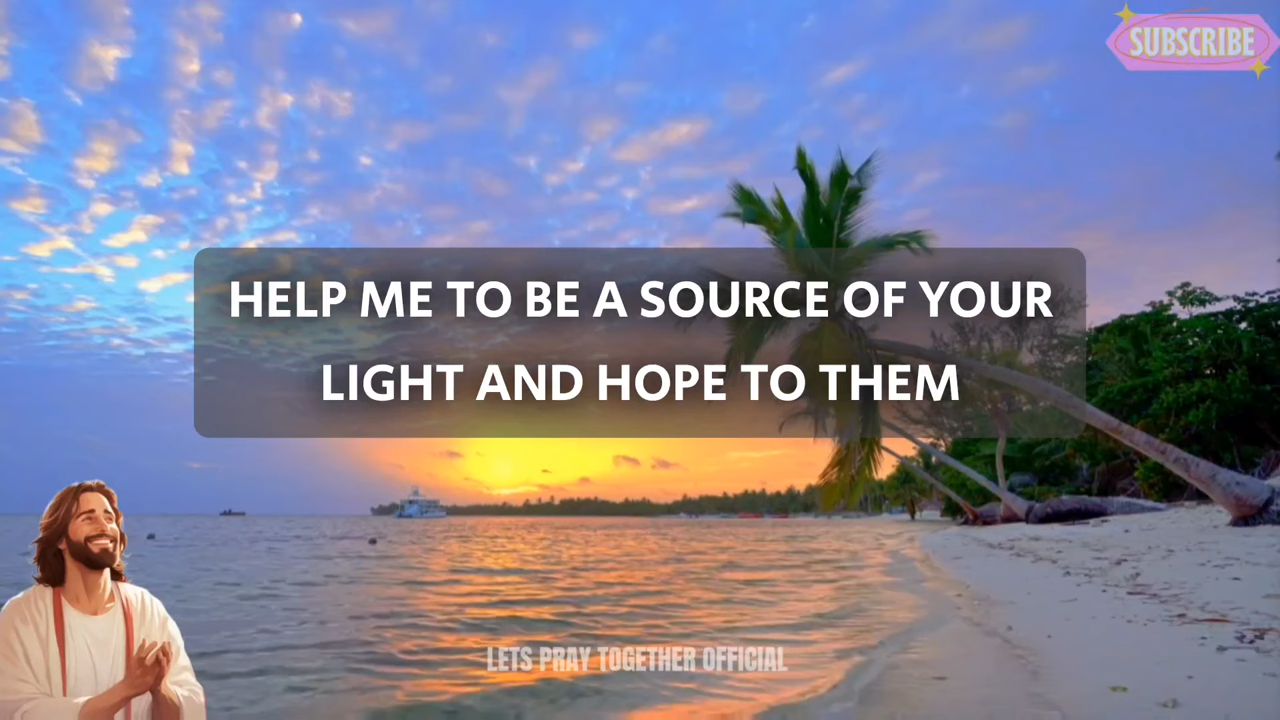 SUBSCRIBE
HELP ME TO BE A SOURCE OF YOUR
LIGHT AND HOPE TO THEM
LETS PRAY TOGETHER OFFICIAL